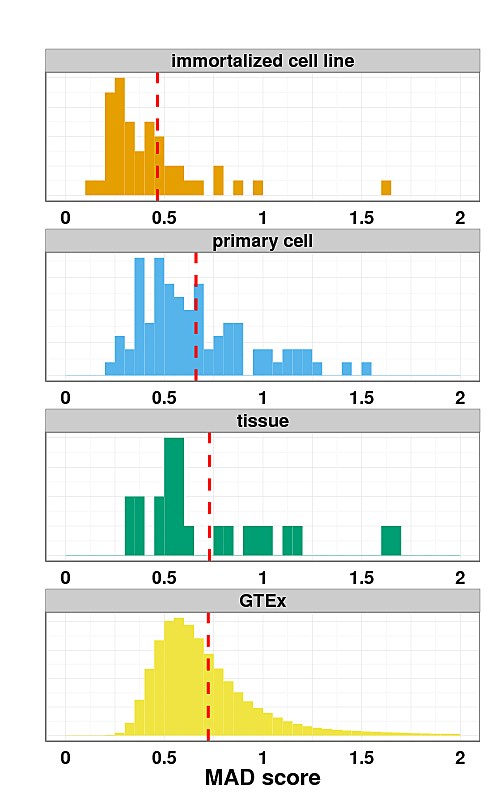 immortalized cell line
0 0.5 1 1.5 2
primary cell
0 0.5 1 1.5 2
tissue
0 0.5 1 1.5 2
GTEx
0 0.5 1 1.5 2
MAD score